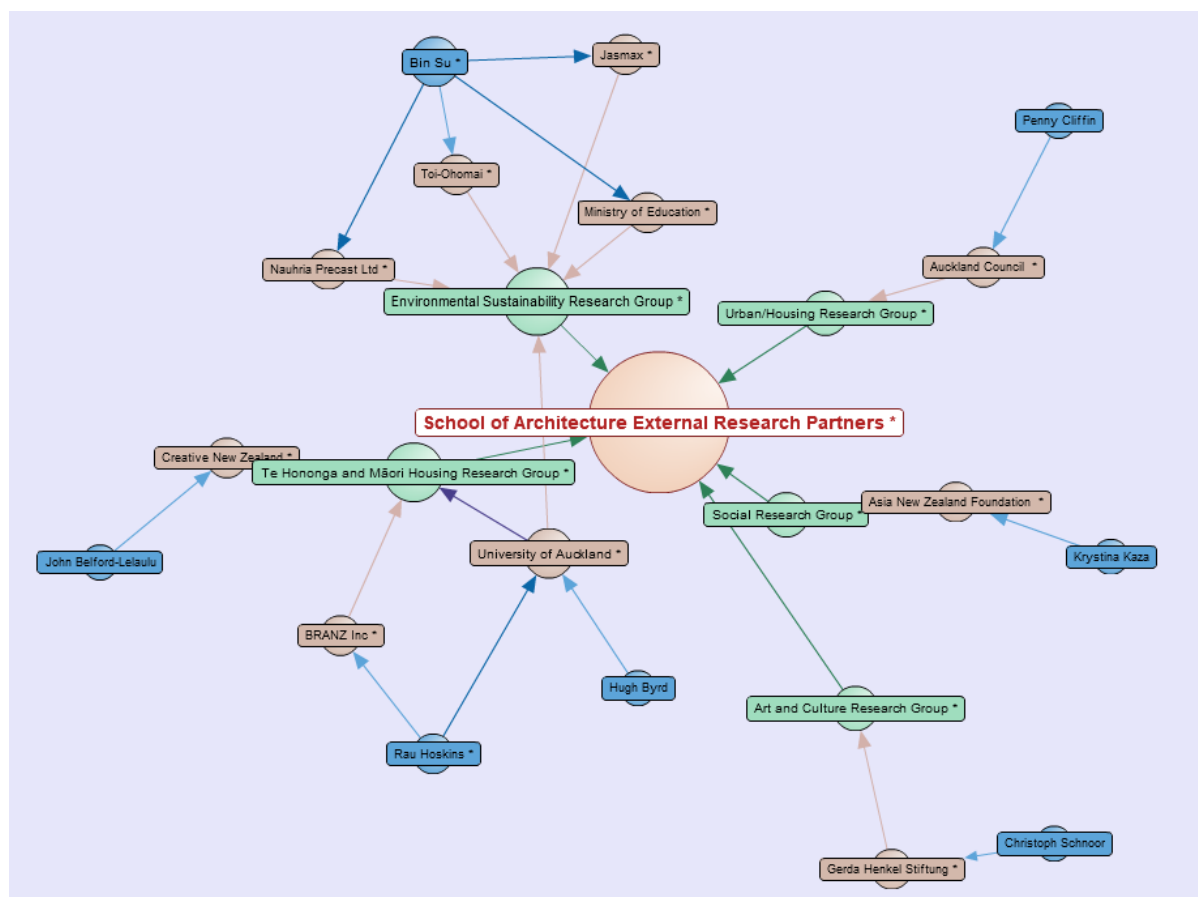 Bin Su *
Jasmax *
Penny Cliffin
Toi-Ohomai *
Ministry of Education *
Nauhria Precast Ltd *
Auckland Council *
Environmental Sustainability Research Group *
Urban/Housing Research Group *
School of Architecture External Research Partners *
Creative New Zealand *
Te Hononga and Māori Housing Research Group *
Asia New Zealand Foundation *
Social Research Group *
University of Auckland *
Krystina Kaza
John Belford-Lelaulu
BRANZ Inc *
Hugh Byrd
Art and Culture Research Group *
Rau Hoskins *
Christoph Schnoor
Gerda Henkel Stiftung *